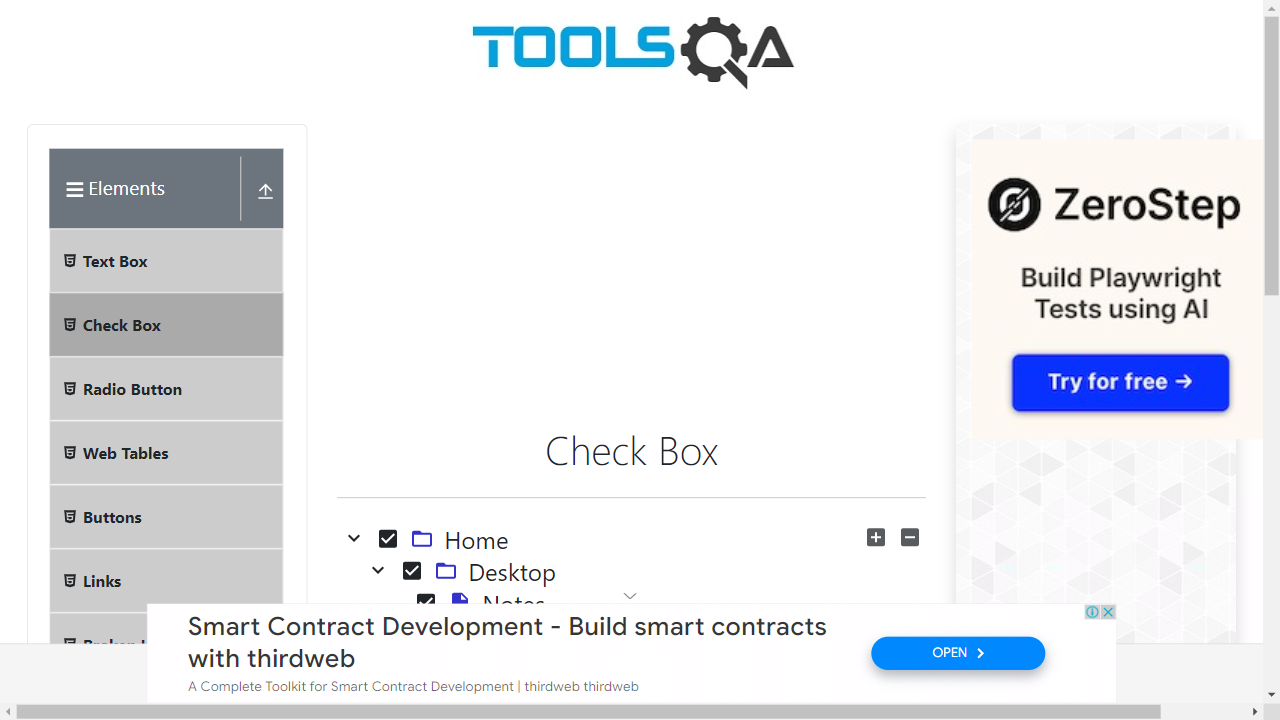 TOOLSQA
Elements
Text Box
Check Box
Radio Button
Web Tables
Buttons
Links
Check Box
Home
Desktop
Notes
ZeroStep
Build Playwright
Tests using AI
Try for free →
Smart Contract Development - Build smart contracts
with thirdweb
A Complete Toolkit for Smart Contract Development | thirdweb thirdweb
OPEN